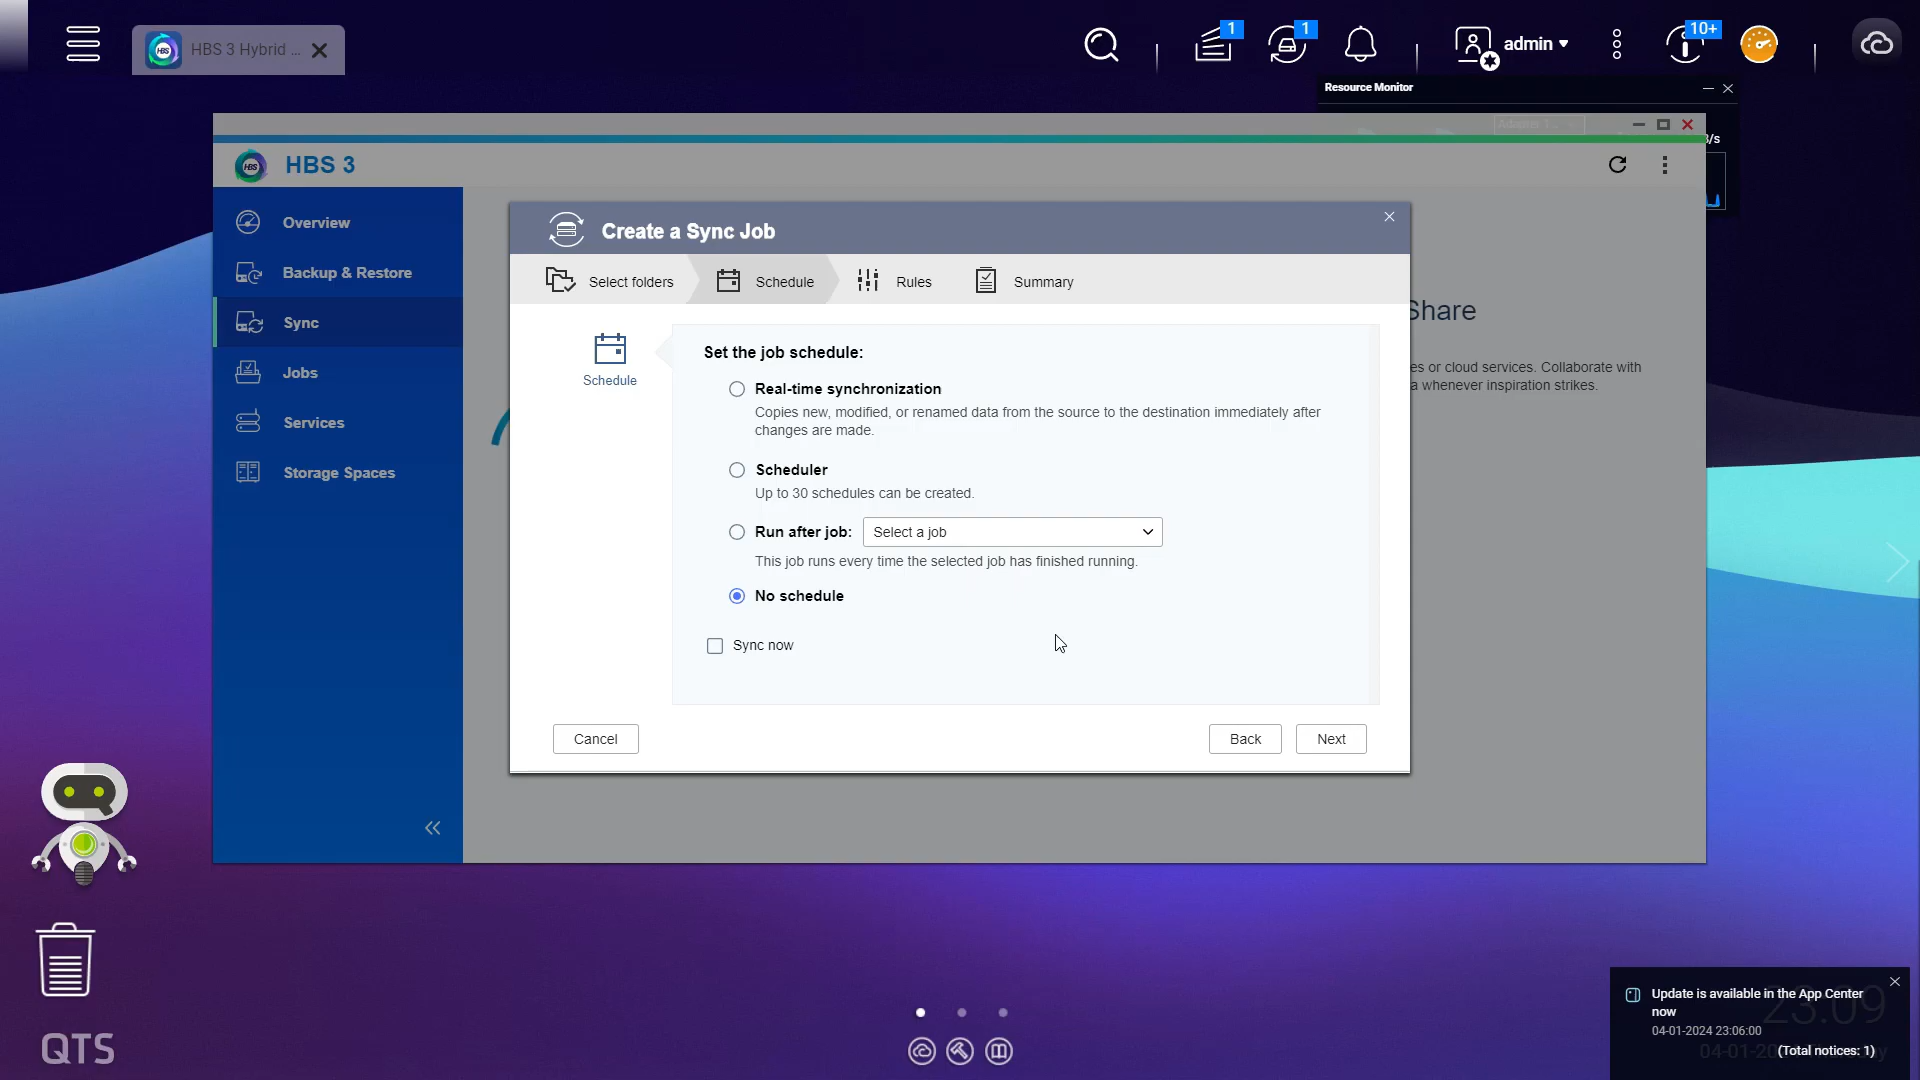 HBS 3 Hybrid ...
1
1
admin
10+
Resource Monitor
Adapter 1...
HBS
HBS 3
Overview
Backup & Restore
Sync
Jobs
Services
Storage Spaces
Create a Sync Job
Select folders
Schedule
Rules
Summary
Share
es or cloud services. Collaborate with
a whenever inspiration strikes.
Schedule
Set the job schedule:
Real-time synchronization
Copies new, modified, or renamed data from the source to the destination immediately after
changes are made.
Scheduler
Up to 30 schedules can be created.
Run after job:
Select a job
This job runs every time the selected job has finished running.
No schedule
Sync now
Cancel
Back
Next
QTS
Update is available in the App Center
now
04-01-2024 23:06:00
23:09
(Total notices: 1)